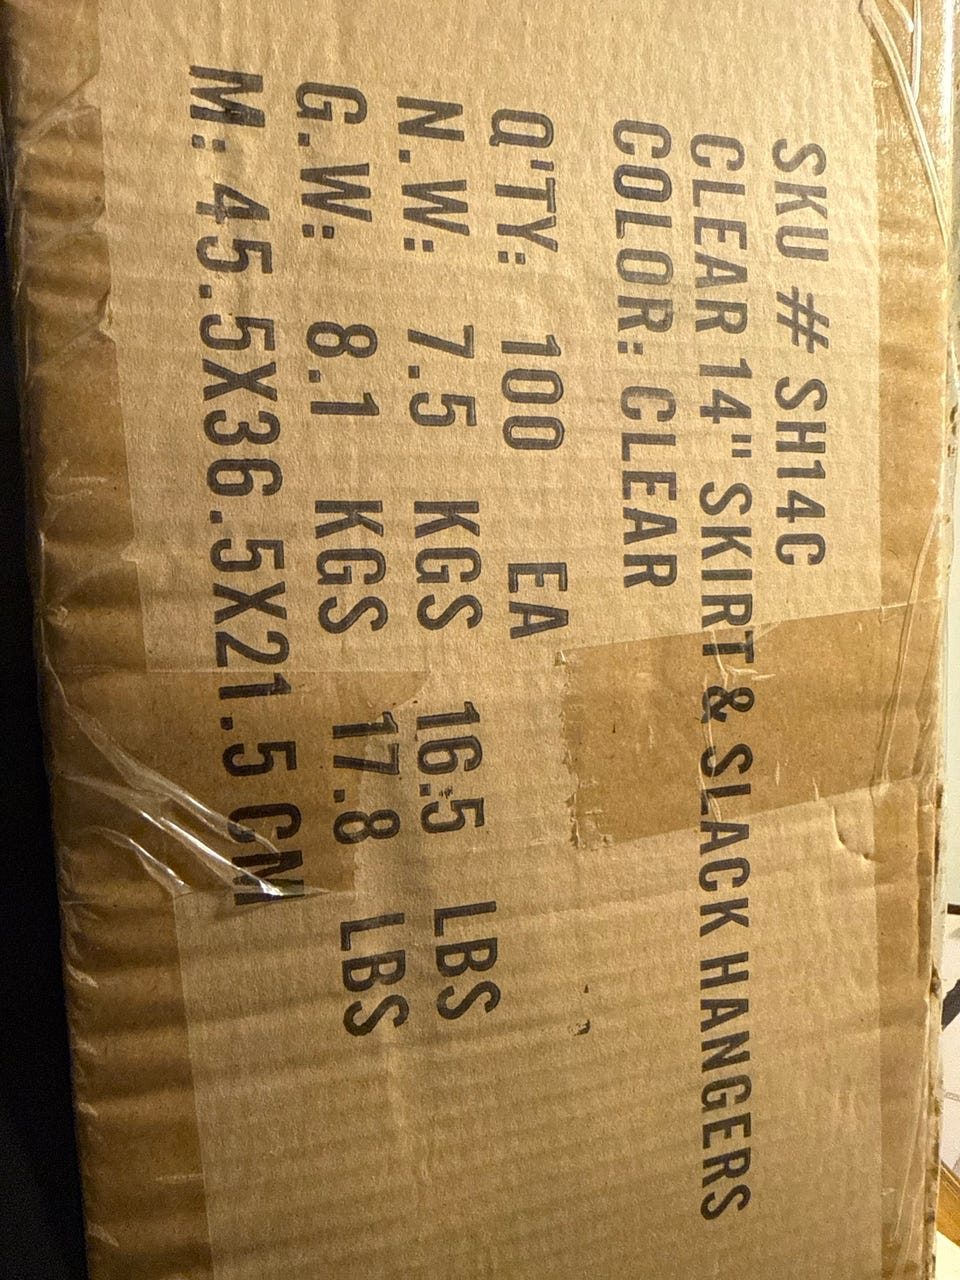 SKU # SH14C
CLEAR 14" SKIRT & SLACK HANGERS
COLOR: CLEAR
Q'TY: 100 EA
N.W: 7.5 KGS 16.5 LBS
G.W: 8.1 KGS 17.8 LBS
M: 45.5X36.5X21.5 CM